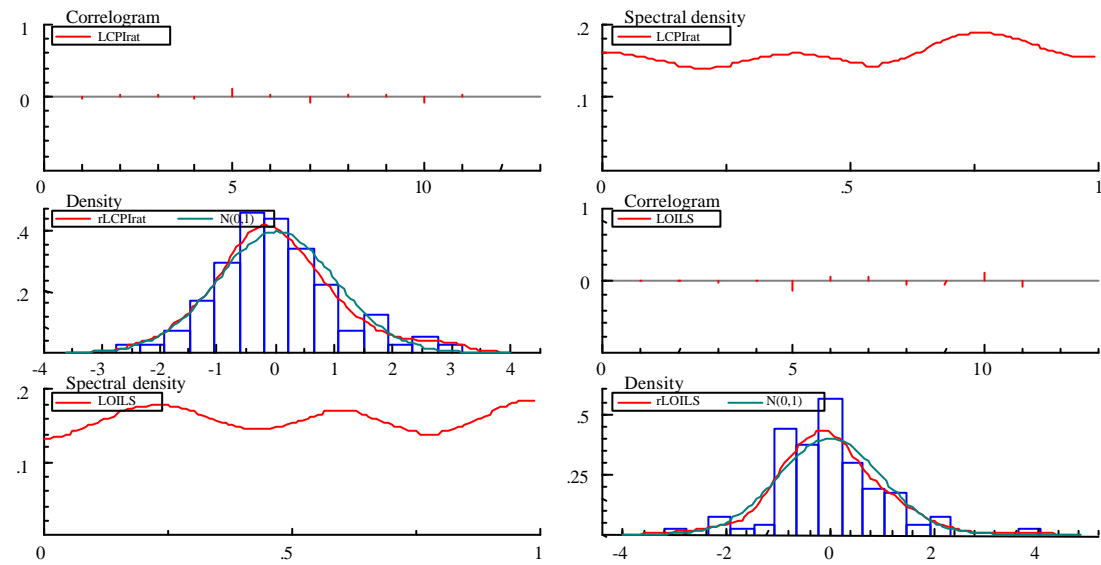 Correlogram
LCPIrat
1
0
0
5
10
Spectral density
LCPIrat
.2
.1
0
.5
1
Density
rLCPIrat N(0,1)
.4
.2
-4 -3 -2 -1 0 1 2 3 4
Correlogram
LOILS
1
0
0
5
10
Spectral density
LOILS
.2
.1
0
.5
1
Density
rLOILS N(0,1)
.5
.25
-4 -2 0 2 4